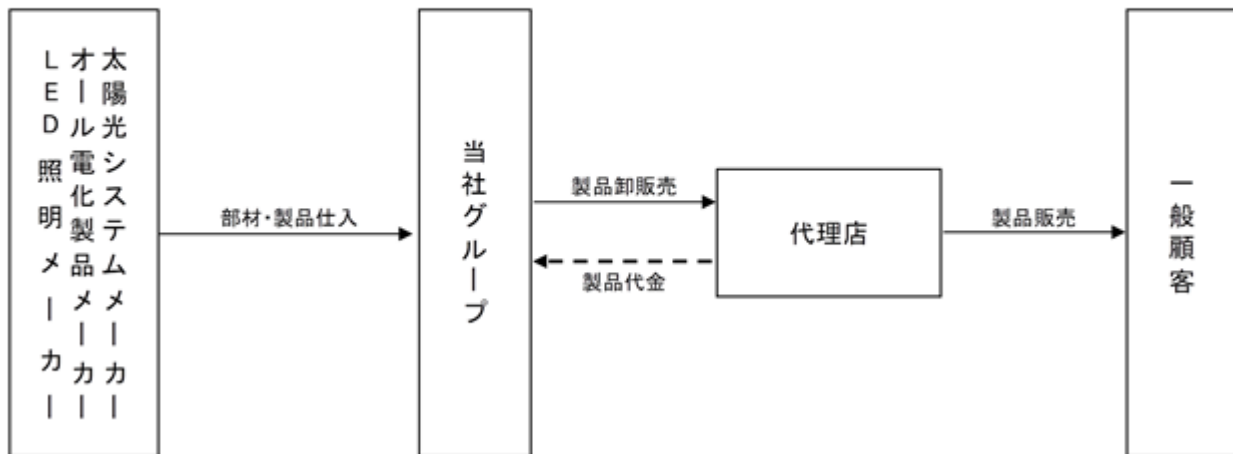 太陽光システムメーカー
オール電化製品メーカー
LED照明メーカー
部材・製品仕入
当社グループ
製品卸販売
製品代金
代理店
製品販売
一般顧客